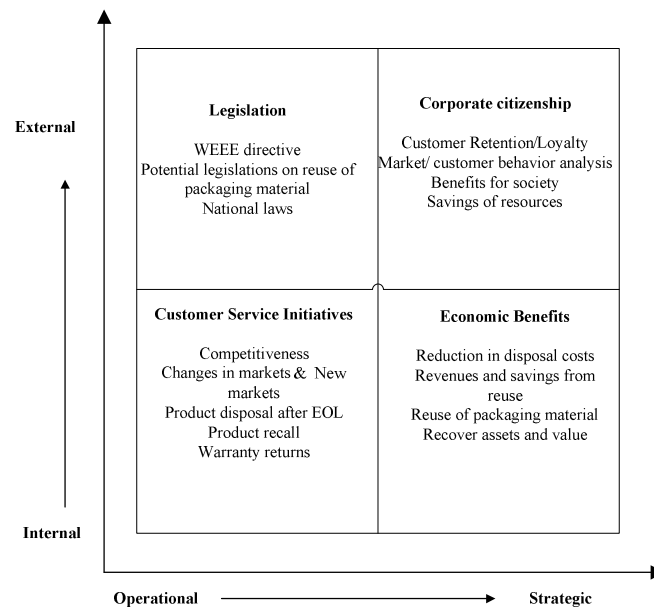 External
Legislation
WEEE directive
Potential legislations on reuse of
packaging material
National laws
Corporate citizenship
Customer Retention/Loyalty
Market/ customer behavior analysis
Benefits for society
Savings of resources
Customer Service Initiatives
Competitiveness
Changes in markets & New
markets
Product disposal after EOL
Product recall
Warranty returns
Economic Benefits
Reduction in disposal costs
Revenues and savings from
reuse
Reuse of packaging material
Recover assets and value
Internal
Operational
Strategic